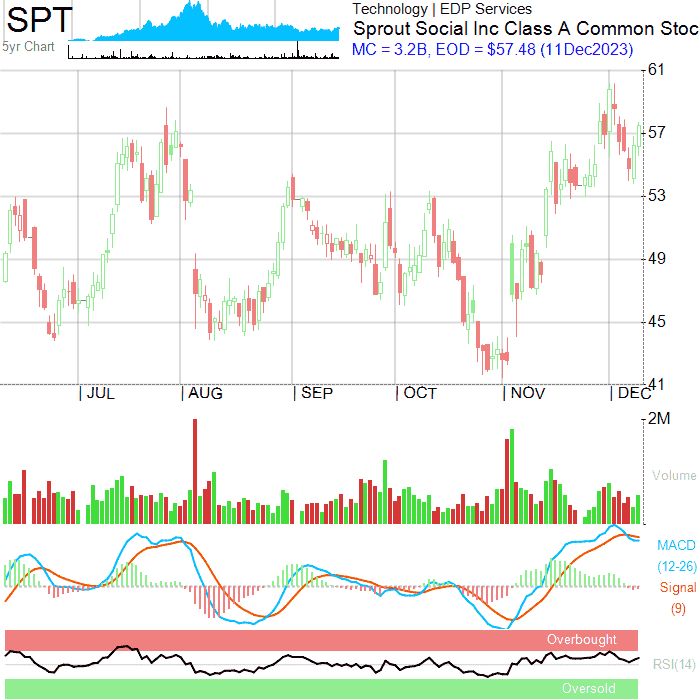 SPT
5yr Chart
Technology | EDP Services
Sprout Social Inc Class A Common Stoc
MC = 3.2B, EOD = $57.48 (11Dec2023)
61
57
53
49
45
41
| JUL | AUG | SEP | OCT | NOV | DEC
2M
Volume
MACD
(12-26)
Signal
(9)
Overbought
RSI(14)
Oversold